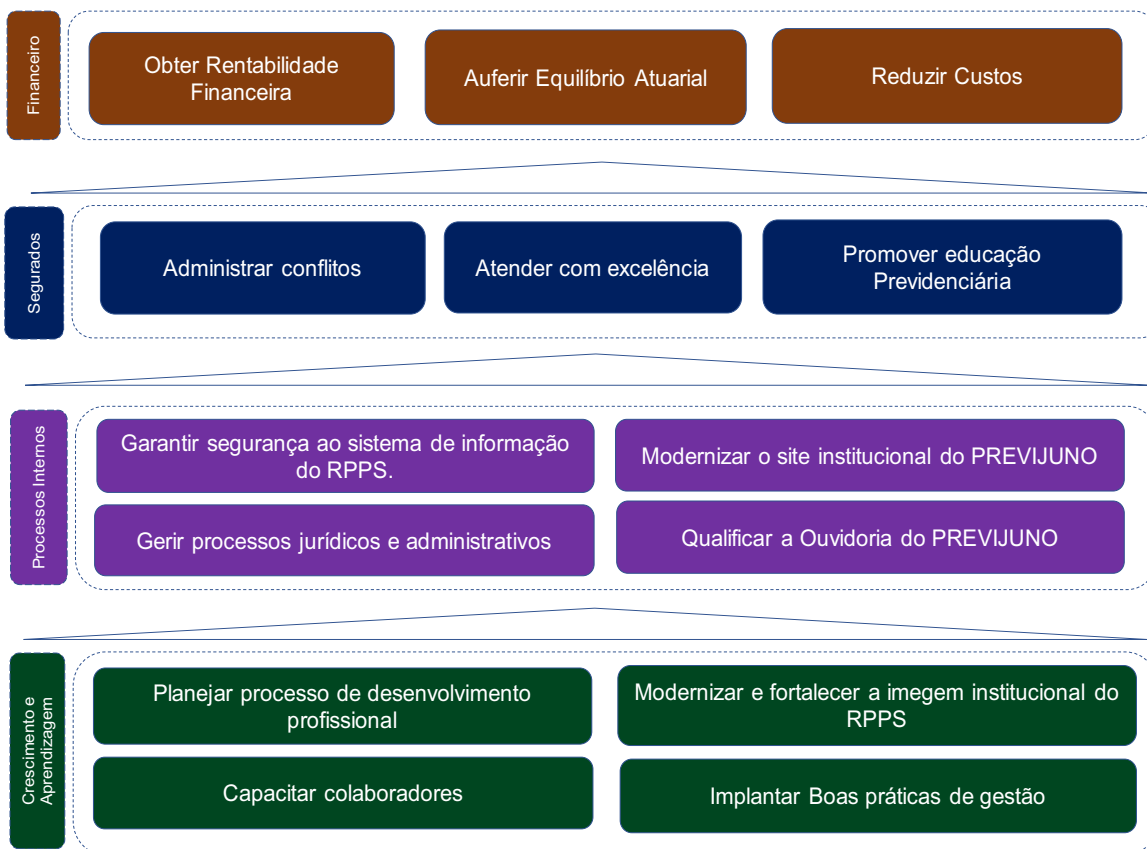 Financeiro
Obter Rentabilidade
Financeira
Auferir Equilíbrio Atuarial
Reduzir Custos
Segurados
Administrar conflitos
Atender com excelência
Promover educação
Previdenciária
Processos Internos
Garantir segurança ao sistema de informação
do RPPS.
Modernizar o site institucional do PREVIJUNO
Gerir processos jurídicos e administrativos
Qualificar a Ouvidoria do PREVIJUNO
Crescimento e
Aprendizagem
Planejar processo de desenvolvimento
profissional
Modernizar e fortalecer a imegem institucional do
RPPS
Capacitar colaboradores
Implantar Boas práticas de gestão